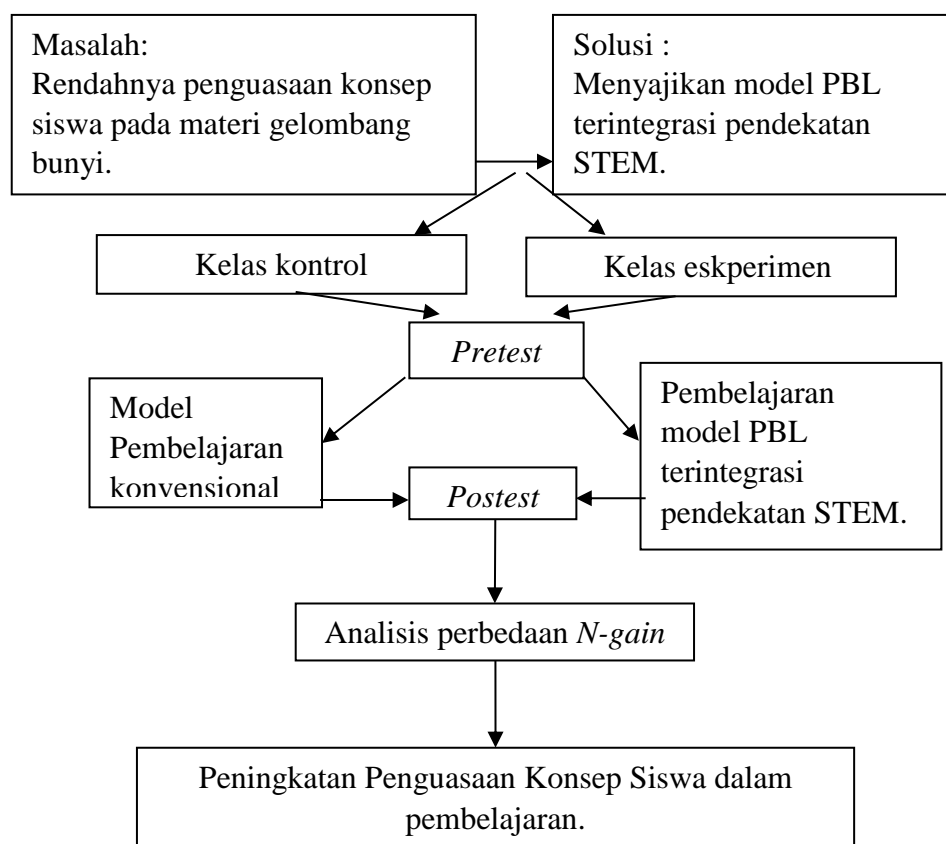 Masalah:
Rendahnya penguasaan konsep
siswa pada materi gelombang
bunyi.
Solusi :
Menyajikan model PBL
terintegrasi pendekatan
STEM.
Kelas kontrol
Kelas eskperimen
Pretest
Model
Pembelajaran
konvensional
Pembelajaran
model PBL
terintegrasi
pendekatan STEM.
Postest
Analisis perbedaan N-gain
Peningkatan Penguasaan Konsep Siswa dalam
pembelajaran.